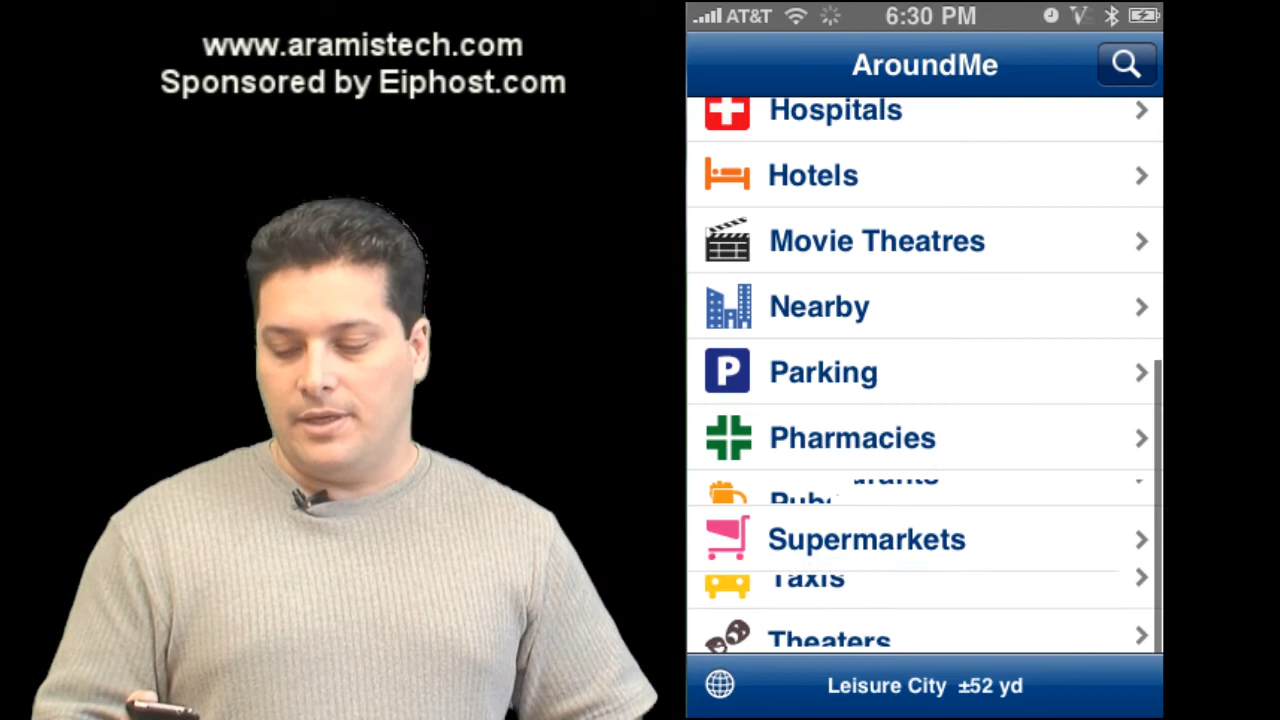 www.aramistech.com
Sponsored by Eiphost.com
AT&T 6:30 PM
AroundMe
Hospitals
Hotels
Movie Theatres
Nearby
P Parking
Pharmacies
Supermarkets
Taxis
Theaters
Leisure City ±52 yd